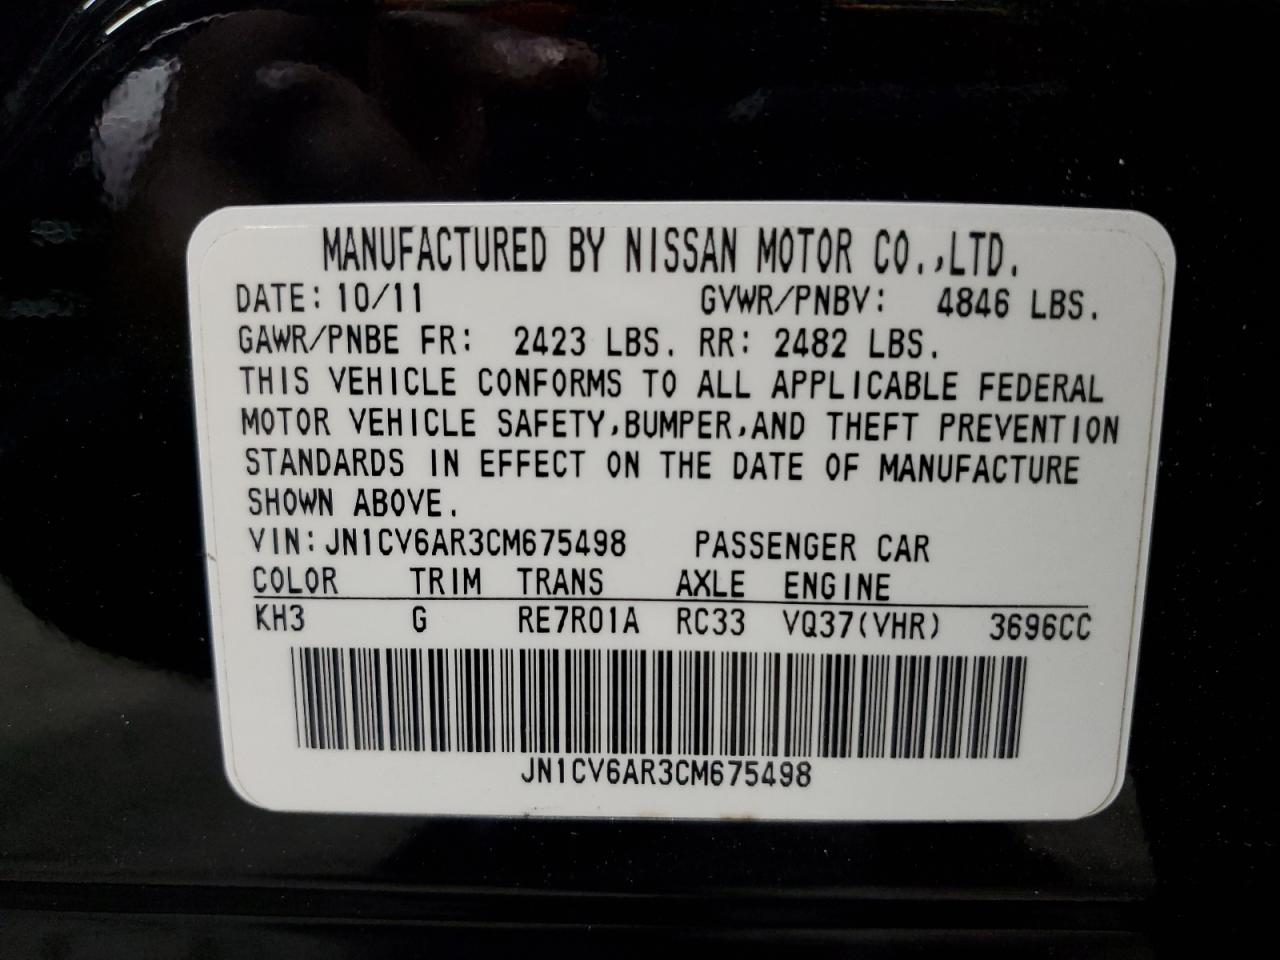 MANUFACTURED BY NISSAN MOTOR CO.,LTD.
DATE: 10/11 GVWR/PNBV: 4846 LBS.
GAWR/PNBE FR: 2423 LBS. RR: 2482 LBS.
THIS VEHICLE CONFORMS TO ALL APPLICABLE FEDERAL
MOTOR VEHICLE SAFETY,BUMPER,AND THEFT PREVENTION
STANDARDS IN EFFECT ON THE DATE OF MANUFACTURE
SHOWN ABOVE.
VIN: JN1CV6AR3CM675498 PASSENGER CAR
COLOR TRIM TRANS AXLE ENGINE
KH3 G RE7R01A RC33 VQ37(VHR) 3696CC
JN1CV6AR3CM675498